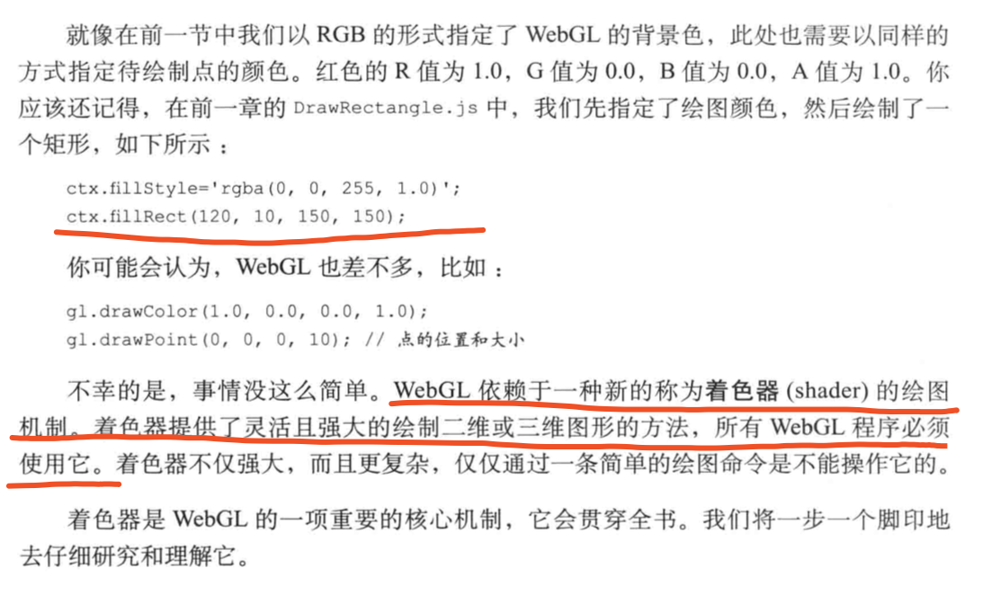 就像在前一节中我们以 RGB 的形式指定了 WebGL 的背景色，此处也需要以同样的
方式指定待绘制点的颜色。红色的 R 值为 1.0，G 值为 0.0，B 值为 0.0，A 值为 1.0。你
应该还记得，在前一章的 DrawRectangle.js 中，我们先指定了绘图颜色，然后绘制了一
个矩形，如下所示：
ctx.fillStyle='rgba(0, 0, 255, 1.0)';
ctx.fillRect(120, 10, 150, 150);
你可能会认为，WebGL 也差不多，比如：
gl.drawColor(1.0, 0.0, 0.0, 1.0);
gl.drawPoint(0, 0, 0, 10); // 点的位置和大小
不幸的是，事情没这么简单。WebGL 依赖于一种新的称为着色器 (shader) 的绘图
机制。着色器提供了灵活且强大的绘制二维或三维图形的方法，所有 WebGL 程序必须
使用它。着色器不仅强大，而且更复杂，仅仅通过一条简单的绘图命令是不能操作它的。
着色器是 WebGL 的一项重要的核心机制，它会贯穿全书。我们将一步一个脚印地
去仔细研究和理解它。